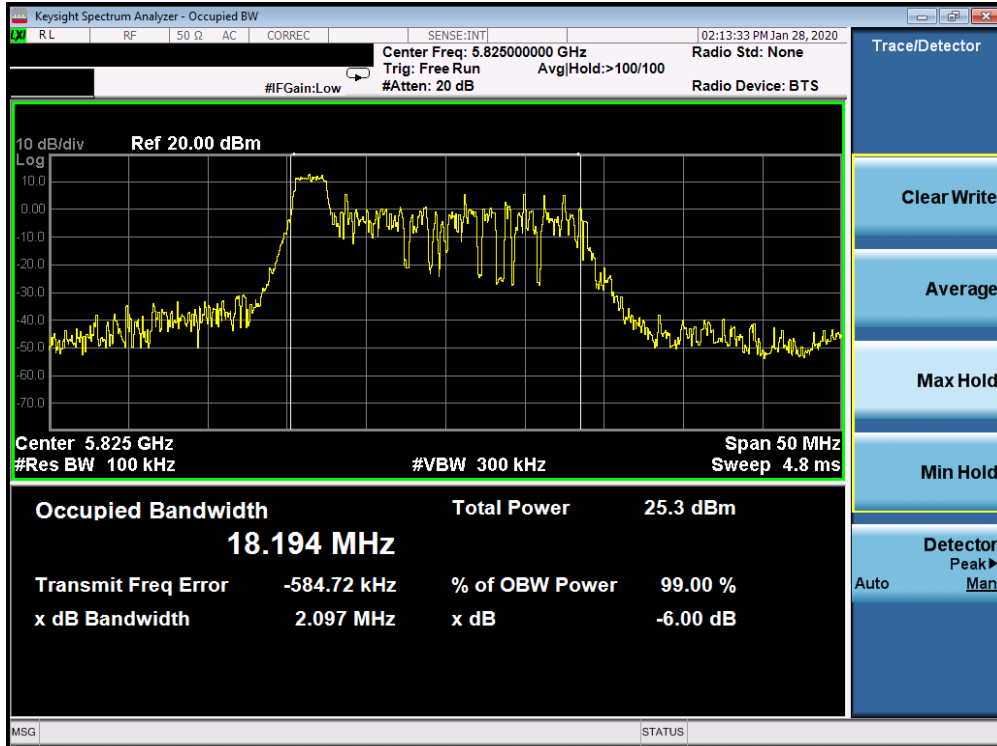 Keysight Spectrum Analyzer - Occupied BW
LXI RL RF 50 Ω AC CORREC SENSE:INT 02:13:33 PM Jan 28, 2020
Center Freq: 5.825000000 GHz Radio Std: None
Trig: Free Run Avg|Hold:>100/100
#IFGain:Low #Atten: 20 dB Radio Device: BTS
Trace/Detector
10 dB/div Ref 20.00 dBm
Log
10.0
0.00
-10.0
-20.0
-30.0
-40.0
-50.0
-60.0
-70.0
Center 5.825 GHz Span 50 MHz
#Res BW 100 kHz #VBW 300 kHz Sweep 4.8 ms
Occupied Bandwidth Total Power 25.3 dBm
18.194 MHz
Transmit Freq Error -584.72 kHz % of OBW Power 99.00 %
x dB Bandwidth 2.097 MHz x dB -6.00 dB
Clear Write
Average
Max Hold
Min Hold
Detector
Peak▶
Auto Man
MSG STATUS